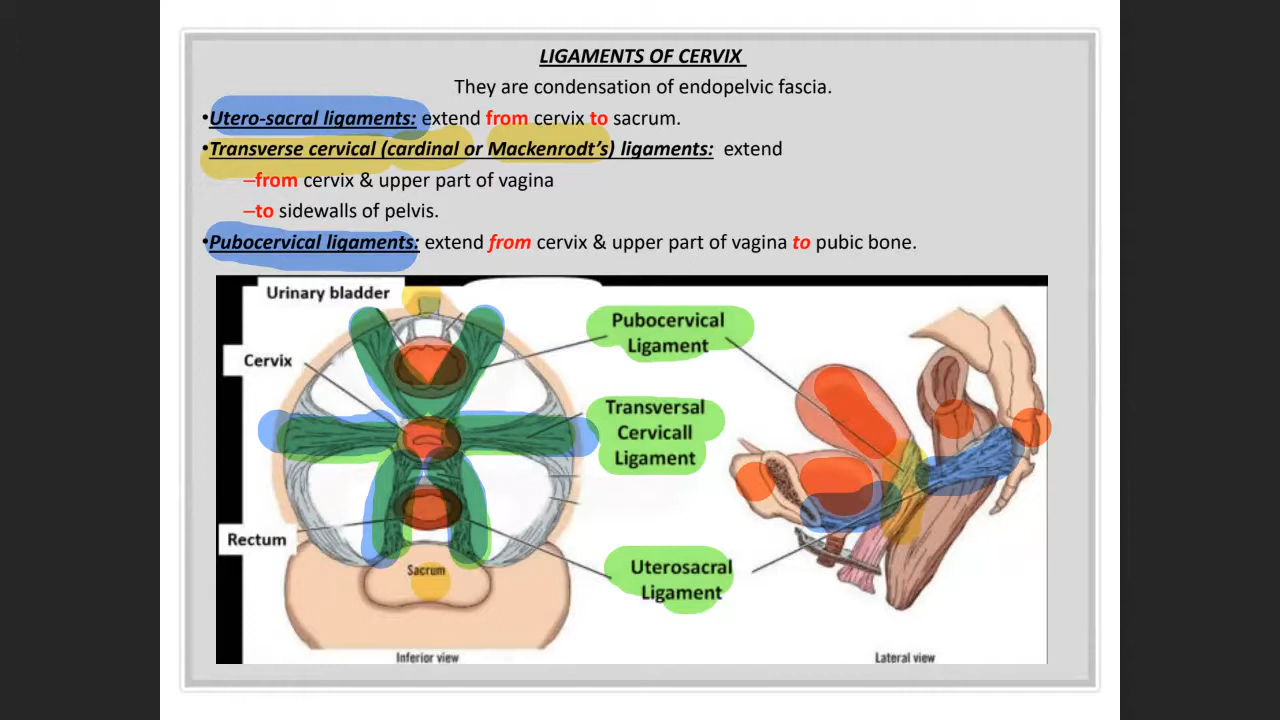 LIGAMENTS OF CERVIX
They are condensation of endopelvic fascia.
•Utero-sacral ligaments: extend from cervix to sacrum.
•Transverse cervical (cardinal or Mackenrodt's) ligaments: extend
–from cervix & upper part of vagina
–to sidewalls of pelvis.
•Pubocervical ligaments: extend from cervix & upper part of vagina to pubic bone.
Urinary bladder
Cervix
Rectum
Sacrum
Inferior view
Pubocervical
Ligament
Transversal
Cervicall
Ligament
Uterosacral
Ligament
Lateral view